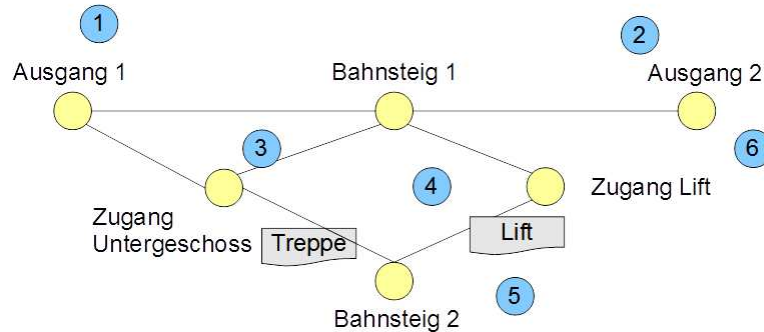 1
2
Ausgang 1
Bahnsteig 1
Ausgang 2
3
6
4
Zugang Lift
Zugang
Untergeschoss
Treppe
Lift
5
Bahnsteig 2